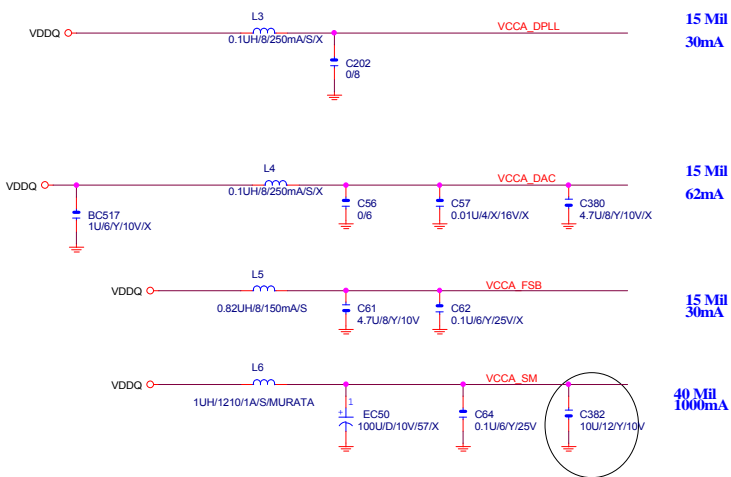 L3
15 Mil
VDDQ
VCCA_DPLL
0.1UH/8/250mA/S/X
30mA
C202
0/8
L4
15 Mil
VDDQ
VCCA_DAC
0.1UH/8/250mA/S/X
62mA
BC517
1U/6/Y/10V/X
C56
0/6
C57
0.01U/4/X/16V/X
C380
4.7U/8/Y/10V/X
L5
VDDQ
VCCA_FSB
15 Mil
0.82UH/8/150mA/S
30mA
C61
4.7U/8/Y/10V
C62
0.1U/6/Y/25V/X
L6
VDDQ
VCCA_SM
40 Mil
1UH/1210/1A/S/MURATA
1000mA
1
+
EC50
100U/D/10V/57/X
C64
0.1U/6/Y/25V
C382
10U/12/Y/10V